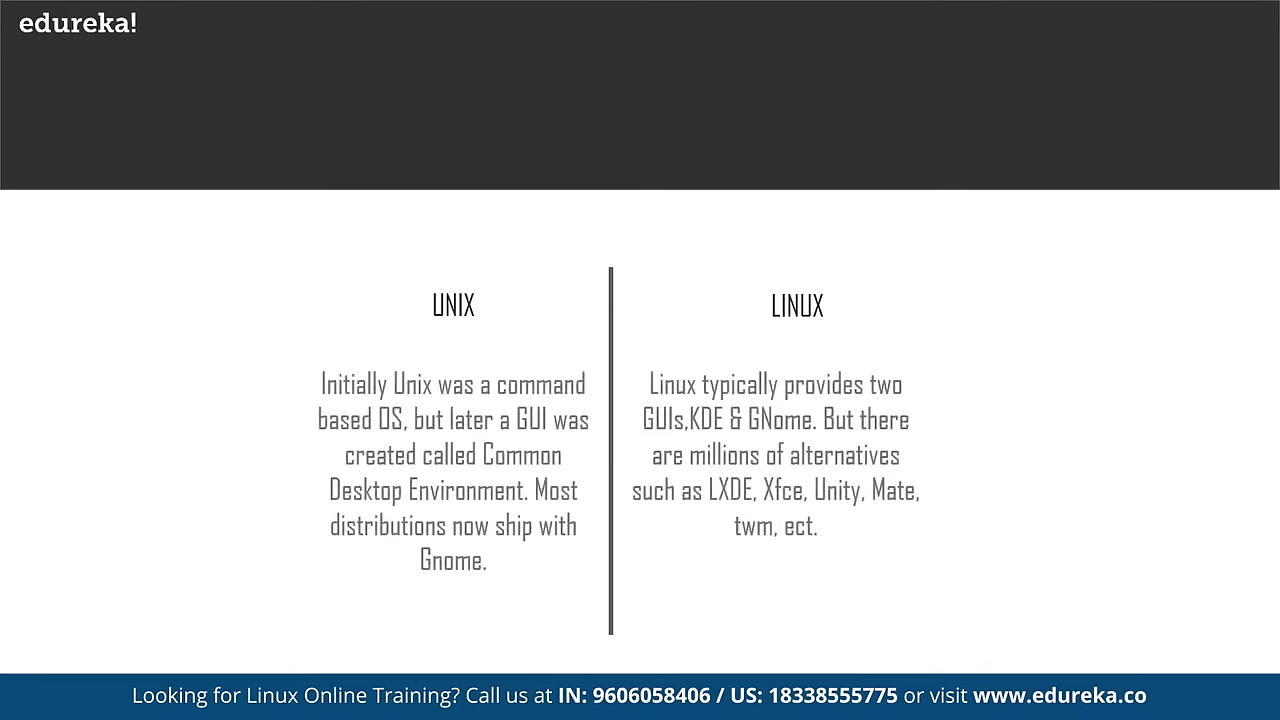 edureka!
UNIX
Initially Unix was a command
based OS, but later a GUI was
created called Common
Desktop Environment. Most
distributions now ship with
Gnome.
LINUX
Linux typically provides two
GUIs,KDE & GNome. But there
are millions of alternatives
such as LXDE, Xfce, Unity, Mate,
twm, ect.
Looking for Linux Online Training? Call us at IN: 9606058406 / US: 18338555775 or visit www.edureka.co